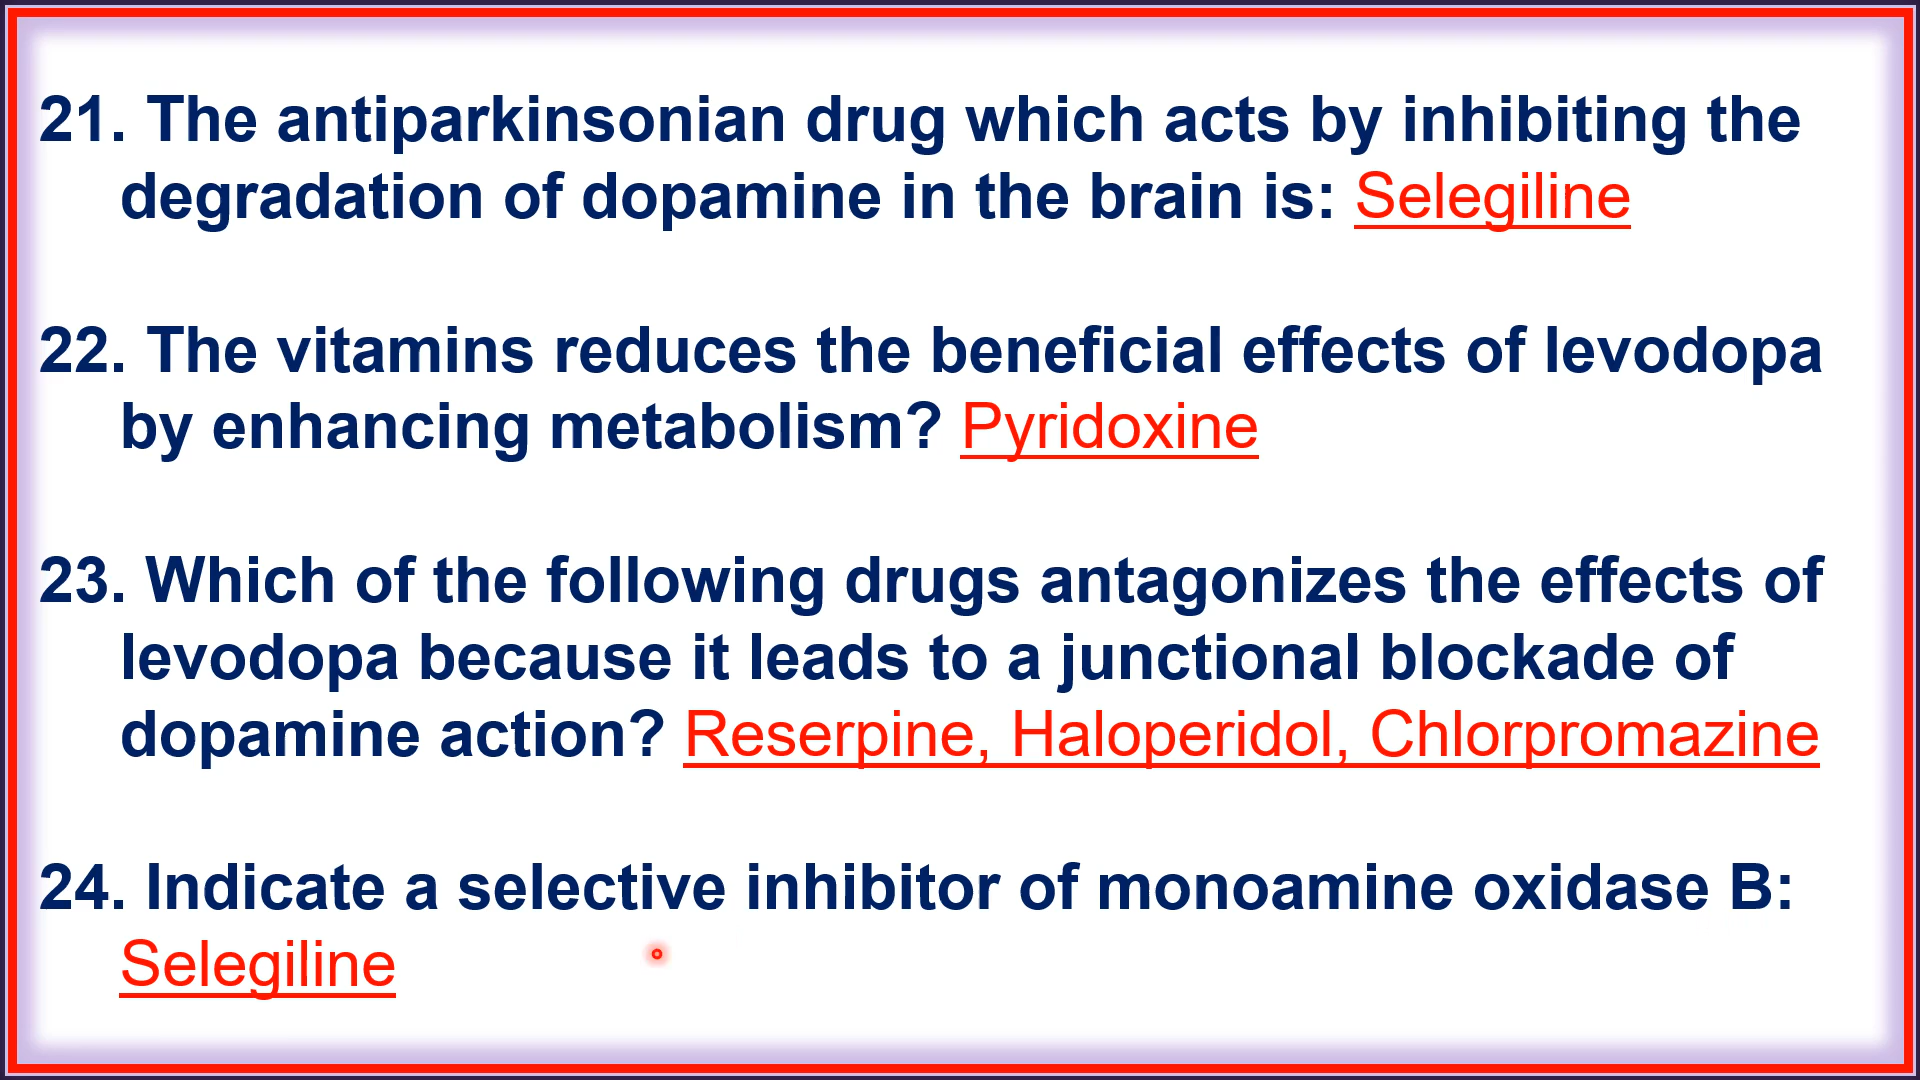 21. The antiparkinsonian drug which acts by inhibiting the
degradation of dopamine in the brain is: Selegiline
22. The vitamins reduces the beneficial effects of levodopa
by enhancing metabolism? Pyridoxine
23. Which of the following drugs antagonizes the effects of
levodopa because it leads to a junctional blockade of
dopamine action? Reserpine, Haloperidol, Chlorpromazine
24. Indicate a selective inhibitor of monoamine oxidase B:
Selegiline